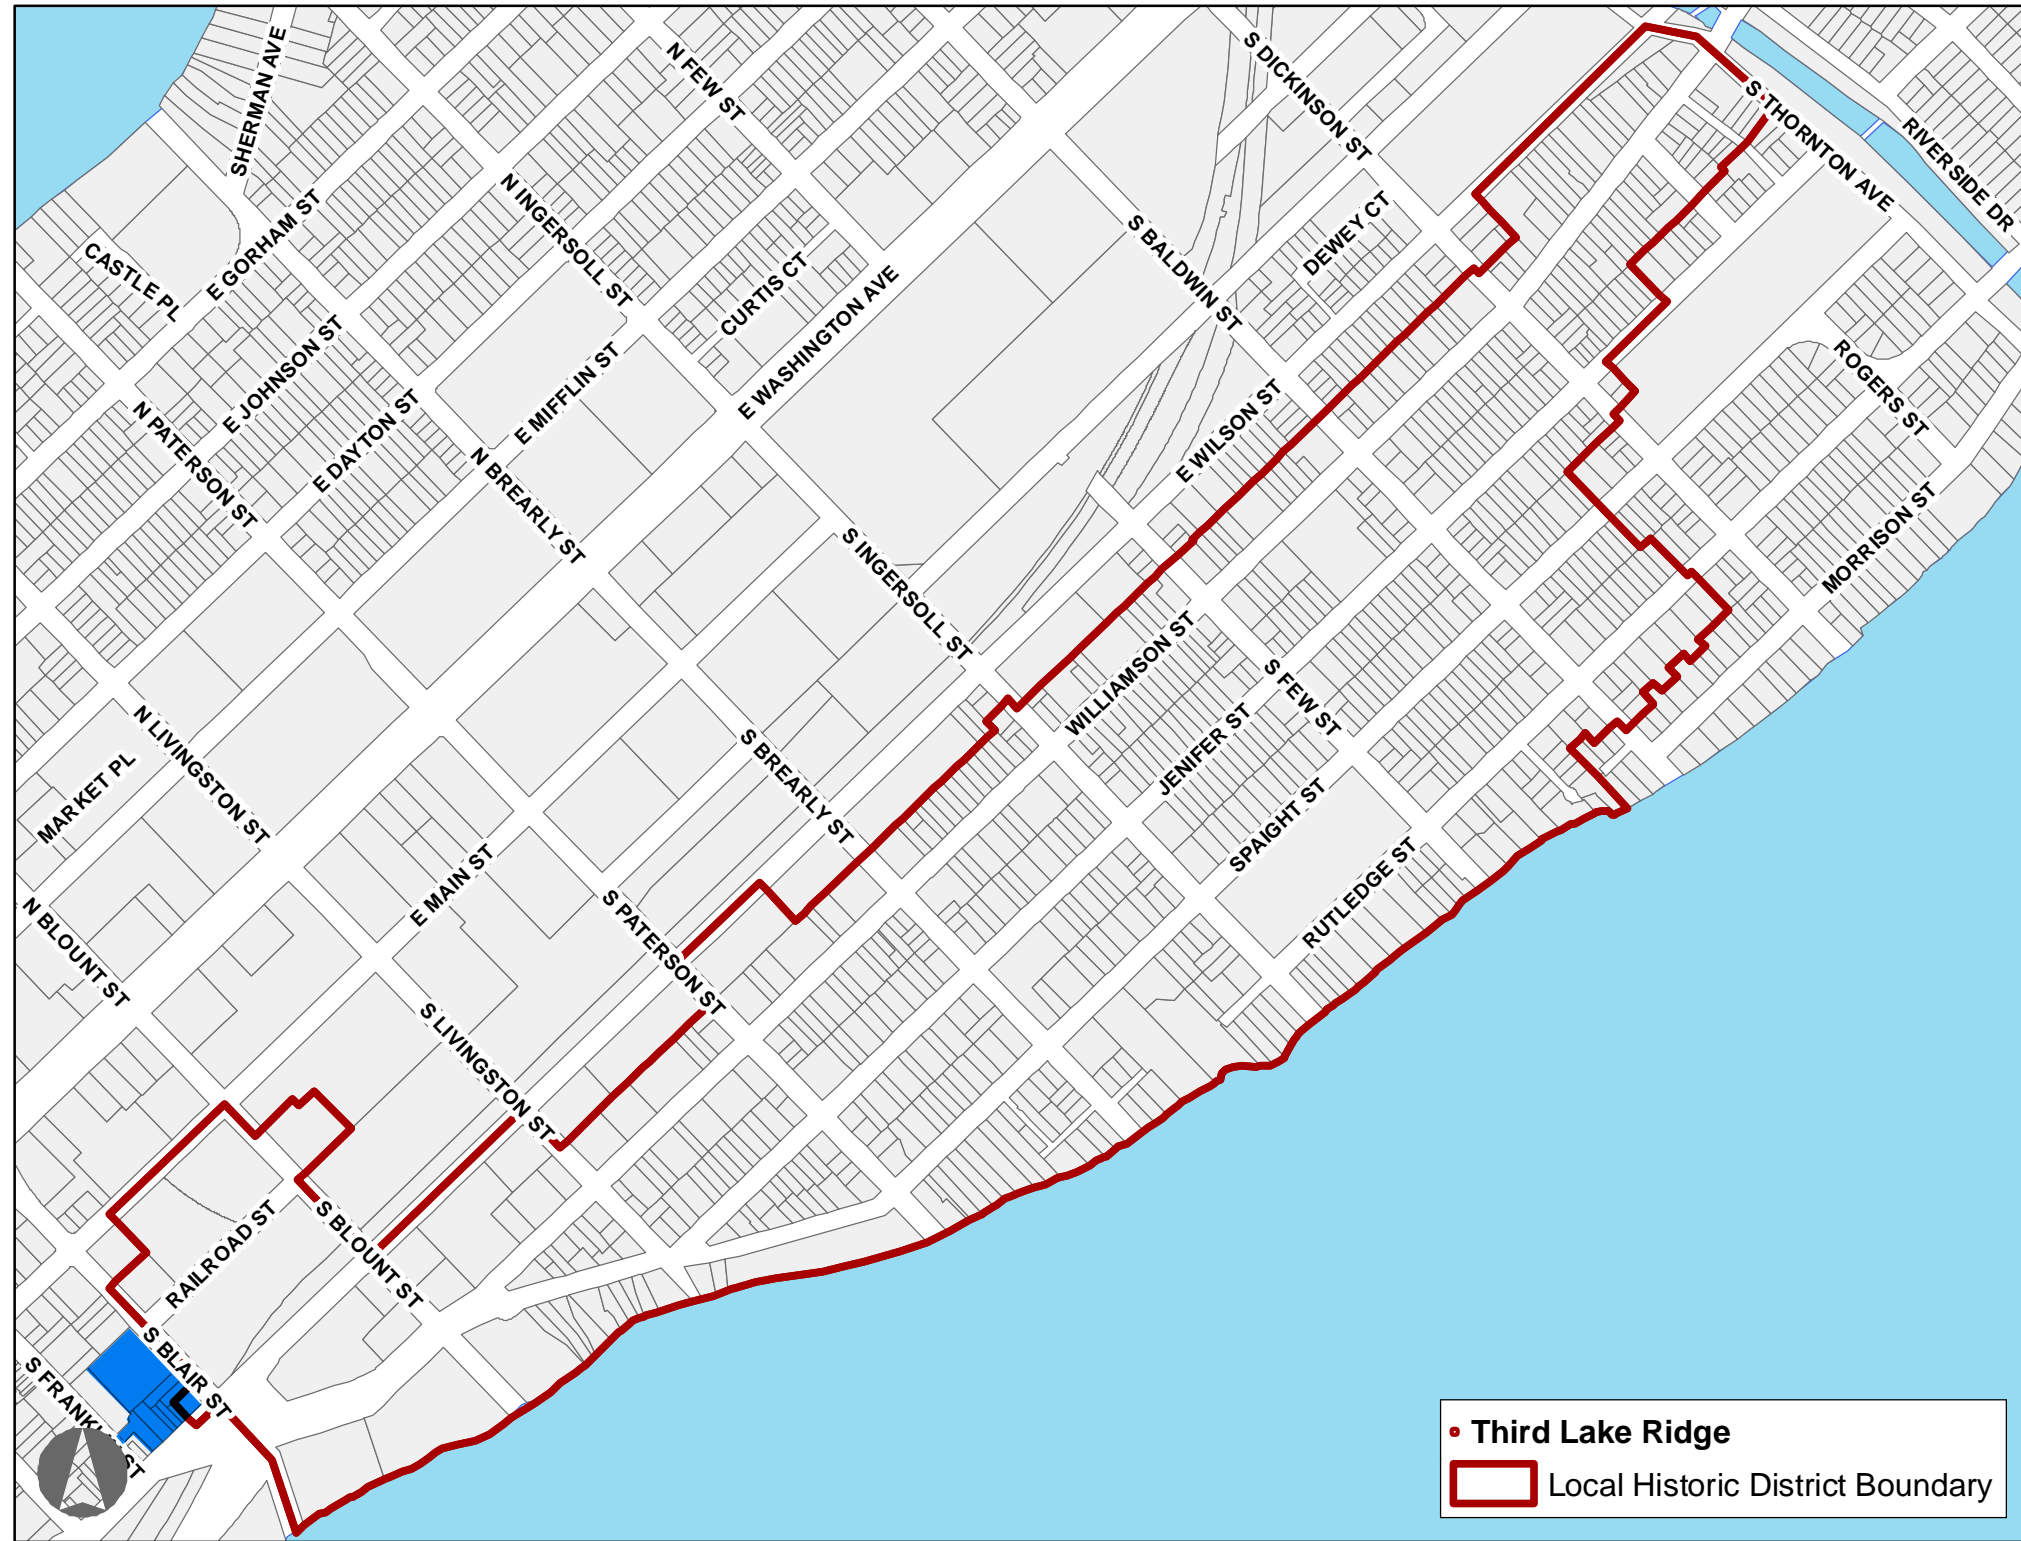 SHERMAN AVE
N FEW ST
S DICKINSON ST
S THORNTON AVE
RIVERSIDE DR
CASTLE PL
E GORHAM ST
N INGERSOLL ST
CURTIS CT
DEWEY CT
S BALDWIN ST
E JOHNSON ST
E WASHINGTON AVE
N PATERSON ST
E DAYTON ST
E MIFFLIN ST
ROGERS ST
E WILSON ST
N BREARLY ST
MORRISON ST
S INGERSOLL ST
WILLIAMSON ST
S FEW ST
N LIVINGSTON ST
MARKET PL
S BREARLY ST
JENIFER ST
SPAIGHT ST
E MAIN ST
RUTLEDGE ST
N BLOUNT ST
S PATERSON ST
S LIVINGSTON ST
RAILROAD ST
S BLOUNT ST
S BLAIR ST
S FRANK ST
Third Lake Ridge
Local Historic District Boundary